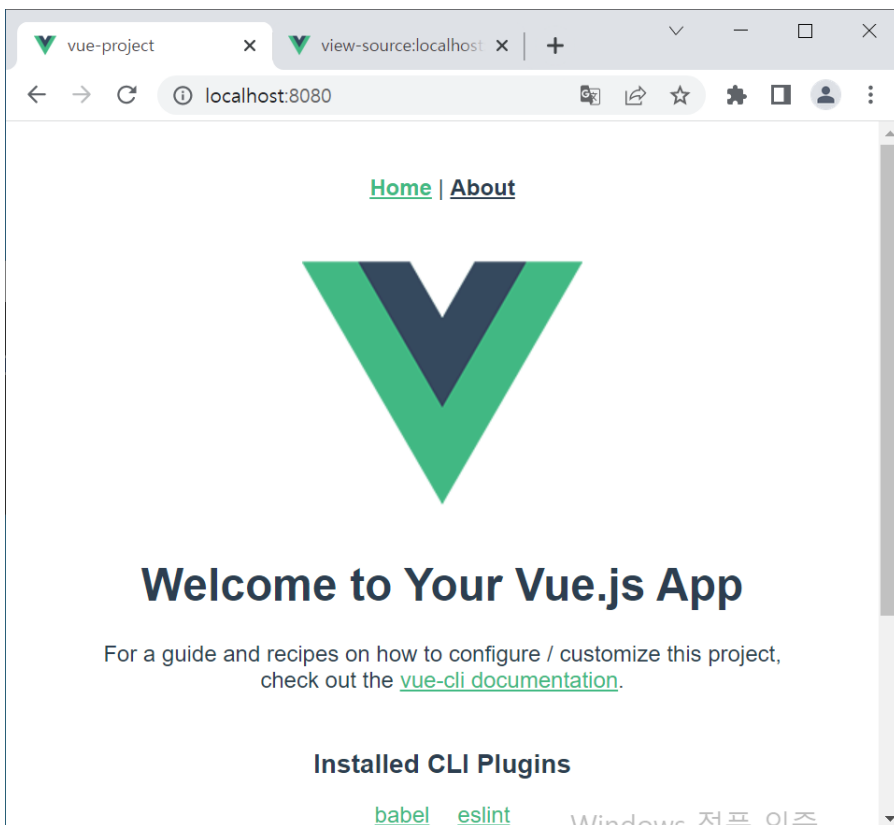 vue-project
view-source:localhost
localhost:8080
Home | About
Welcome to Your Vue.js App
For a guide and recipes on how to configure / customize this project,
check out the vue-cli documentation.
Installed CLI Plugins
babel eslint
Windows 정품 인증